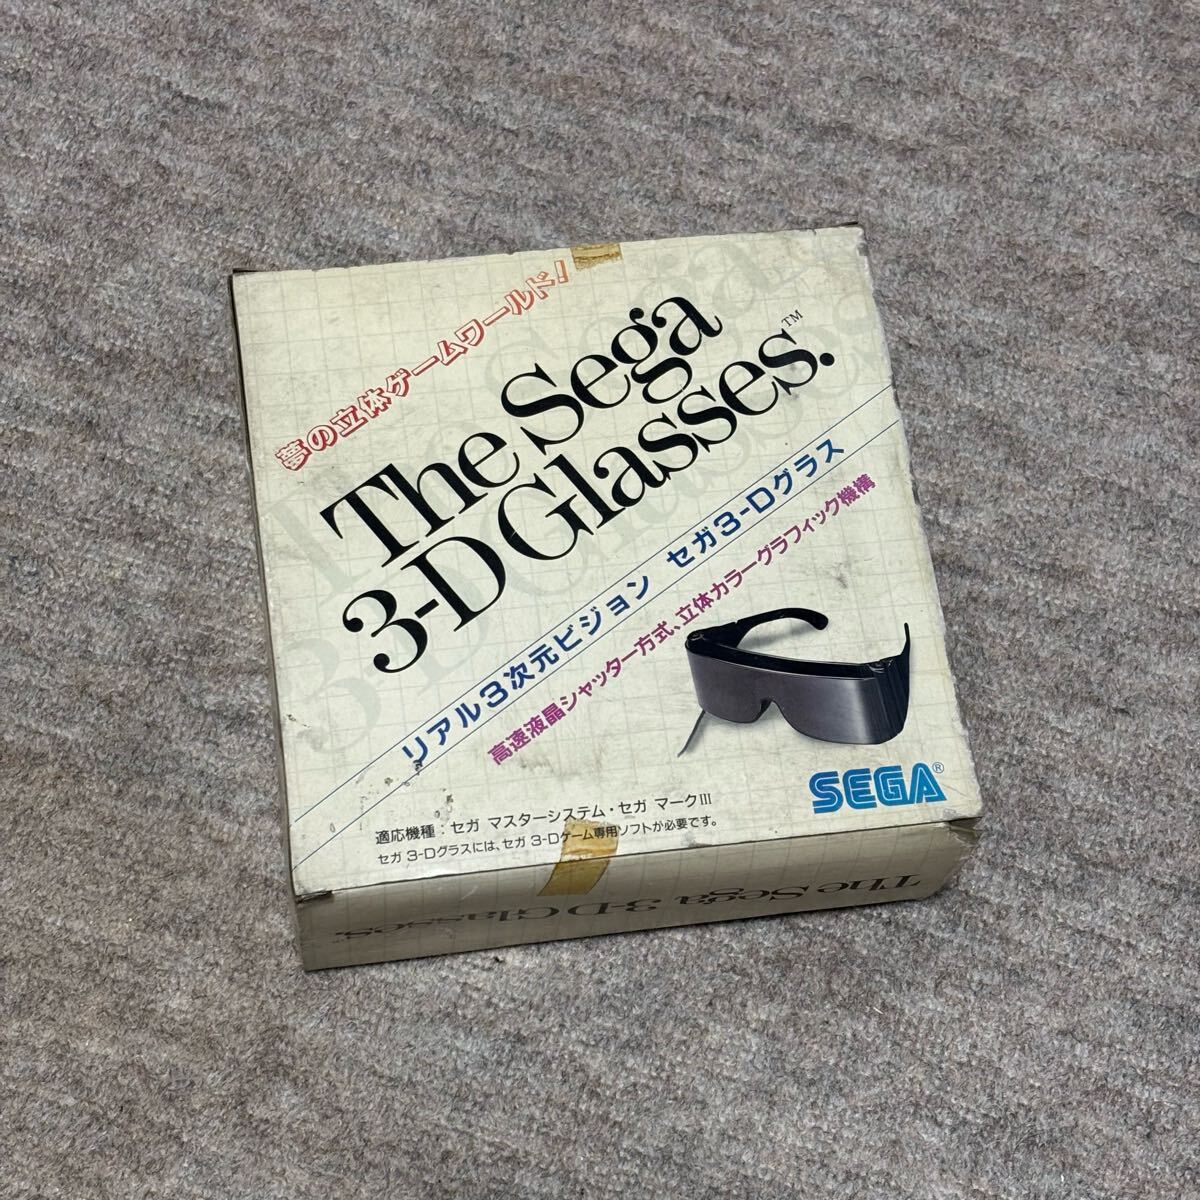 夢の立体ゲームワールド!
The Sega
3-D Glasses.™
リアル3次元ビジョン セガ3-Dグラス
高速液晶シャッター方式、立体カラーグラフィック機構
SEGA®
適応機種：セガ マスターシステム・セガ マークIII
セガ 3-Dグラスには、セガ 3-Dゲーム専用ソフトが必要です。
The Sega 3-D Glasses.